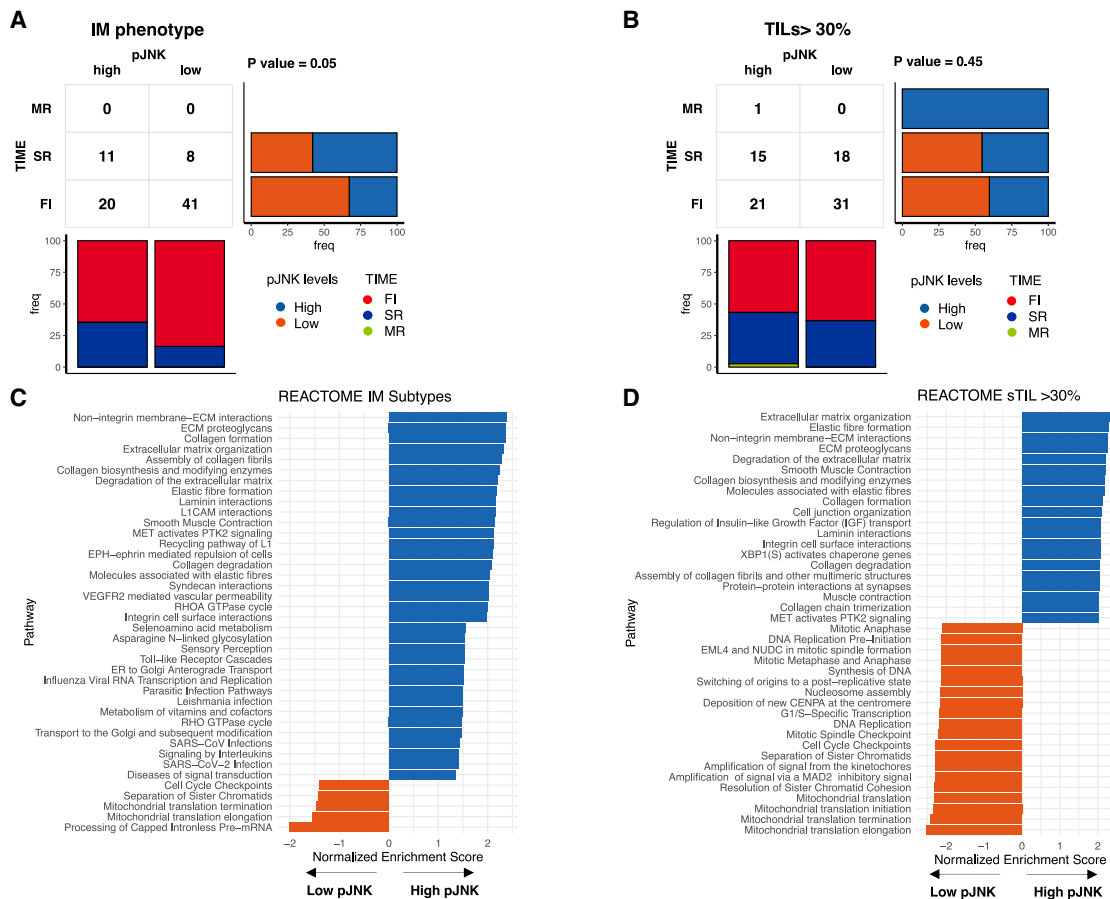 A
IM phenotype
pJNK
high low
P value = 0.05
TIME
MR 0 0
SR 11 8
FI 20 41
0 25 50 75 100
freq
100
75
50
25
0
freq
pJNK levels
High
Low
TIME
FI
SR
MR
B
TILs> 30%
pJNK
high low
P value = 0.45
TIME
MR 1 0
SR 15 18
FI 21 31
0 25 50 75 100
freq
100
75
50
25
0
freq
pJNK levels
High
Low
TIME
FI
SR
MR
C
REACTOME IM Subtypes
Pathway
Non−integrin membrane−ECM interactions
ECM proteoglycans
Collagen formation
Extracellular matrix organization
Assembly of collagen fibrils
Collagen biosynthesis and modifying enzymes
Degradation of the extracellular matrix
Elastic fibre formation
Laminin interactions
L1CAM interactions
Smooth Muscle Contraction
MET activates PTK2 signaling
Recycling pathway of L1
EPH−ephrin mediated repulsion of cells
Collagen degradation
Molecules associated with elastic fibres
Syndecan interactions
VEGFR2 mediated vascular permeability
RHOA GTPase cycle
Integrin cell surface interactions
Selenoamino acid metabolism
Asparagine N−linked glycosylation
Sensory Perception
Toll−like Receptor Cascades
ER to Golgi Anterograde Transport
Influenza Viral RNA Transcription and Replication
Parasitic Infection Pathways
Leishmania infection
Metabolism of vitamins and cofactors
RHO GTPase cycle
Transport to the Golgi and subsequent modification
SARS−CoV Infections
Signaling by Interleukins
SARS−CoV−2 Infection
Diseases of signal transduction
Cell Cycle Checkpoints
Separation of Sister Chromatids
Mitochondrial translation termination
Mitochondrial translation elongation
Processing of Capped Intronless Pre−mRNA
−2 −1 0 1 2
Normalized Enrichment Score
Low pJNK High pJNK
D
REACTOME sTIL >30%
Pathway
Extracellular matrix organization
Elastic fibre formation
Non−integrin membrane−ECM interactions
ECM proteoglycans
Degradation of the extracellular matrix
Smooth Muscle Contraction
Collagen biosynthesis and modifying enzymes
Molecules associated with elastic fibres
Collagen formation
Cell junction organization
Regulation of Insulin−like Growth Factor (IGF) transport
Laminin interactions
Integrin cell surface interactions
XBP1(S) activates chaperone genes
Collagen degradation
Assembly of collagen fibrils and other multimeric structures
Protein−protein interactions at synapses
Muscle contraction
Collagen chain trimerization
MET activates PTK2 signaling
Mitotic Anaphase
DNA Replication Pre−Initiation
EML4 and NUDC in mitotic spindle formation
Mitotic Metaphase and Anaphase
Synthesis of DNA
Switching of origins to a post−replicative state
Nucleosome assembly
Deposition of new CENPA at the centromere
G1/S−Specific Transcription
DNA Replication
Mitotic Spindle Checkpoint
Cell Cycle Checkpoints
Separation of Sister Chromatids
Amplification of signal from the kinetochores
Amplification of signal via a MAD2 inhibitory signal
Resolution of Sister Chromatid Cohesion
Mitochondrial translation
Mitochondrial translation initiation
Mitochondrial translation termination
Mitochondrial translation elongation
−2 −1 0 1 2
Normalized Enrichment Score
Low pJNK High pJNK